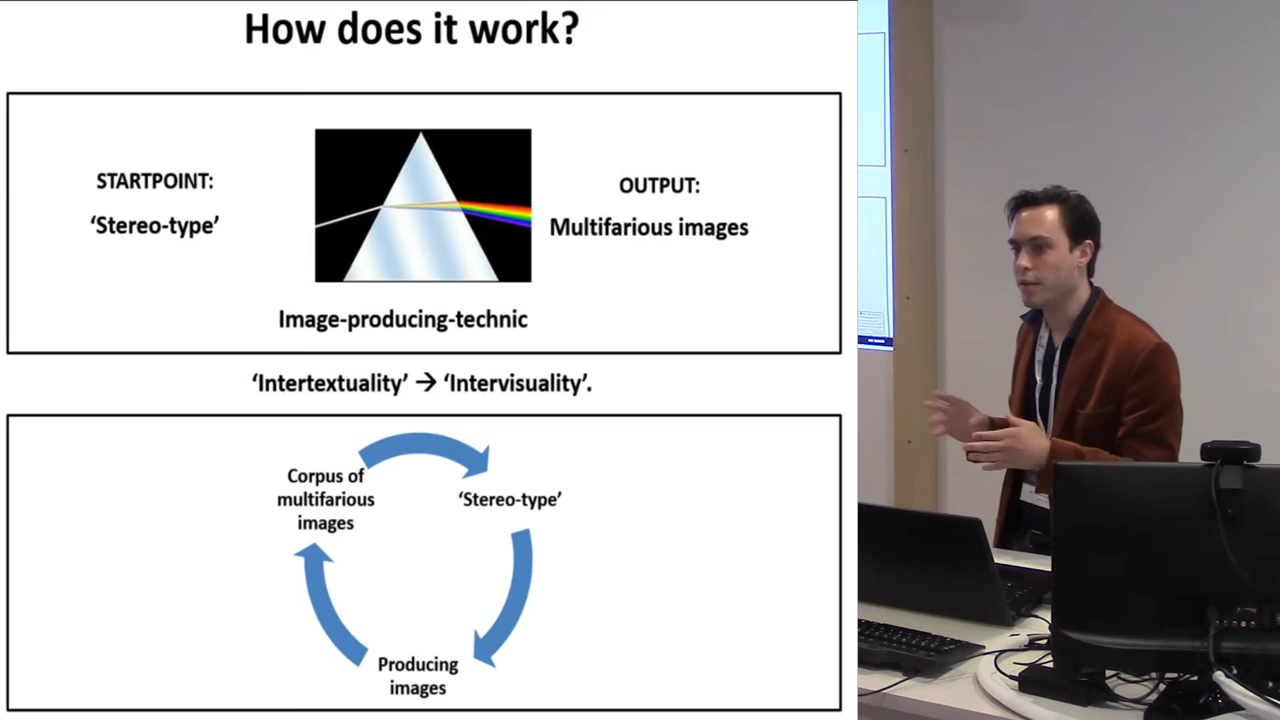 How does it work?
STARTPOINT:
'Stereo-type'
OUTPUT:
Multifarious images
Image-producing-technic
‘Intertextuality’ → ‘Intervisuality’.
Corpus of
multifarious
images
‘Stereo-type’
Producing
images